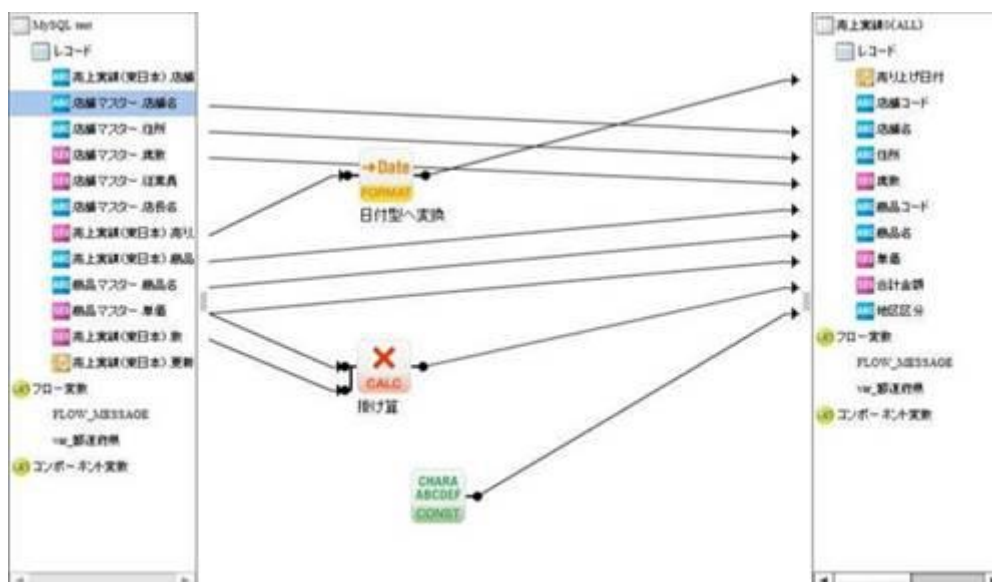 MySQL test
レコード
売上実績(東日本).店舗
店舗マスター.店舗名
店舗マスター.住所
店舗マスター.席数
店舗マスター.従業員
店舗マスター.店長名
売上実績(東日本).売り
売上実績(東日本).商品
商品マスター.商品名
商品マスター.単価
売上実績(東日本).数
売上実績(東日本).更新
フロー変数
FLOW_MESSAGE
var_都道府県
コンポーネント変数
→Date
FORMAT
日付型へ変換
CALC
掛け算
CHARA
ABCDEF
CONST
売上実績0(ALL)
レコード
売り上げ日付
店舗コード
店舗名
住所
席数
商品コード
商品名
単価
合計金額
地区区分
フロー変数
FLOW_MESSAGE
var_都道府県
コンポーネント変数